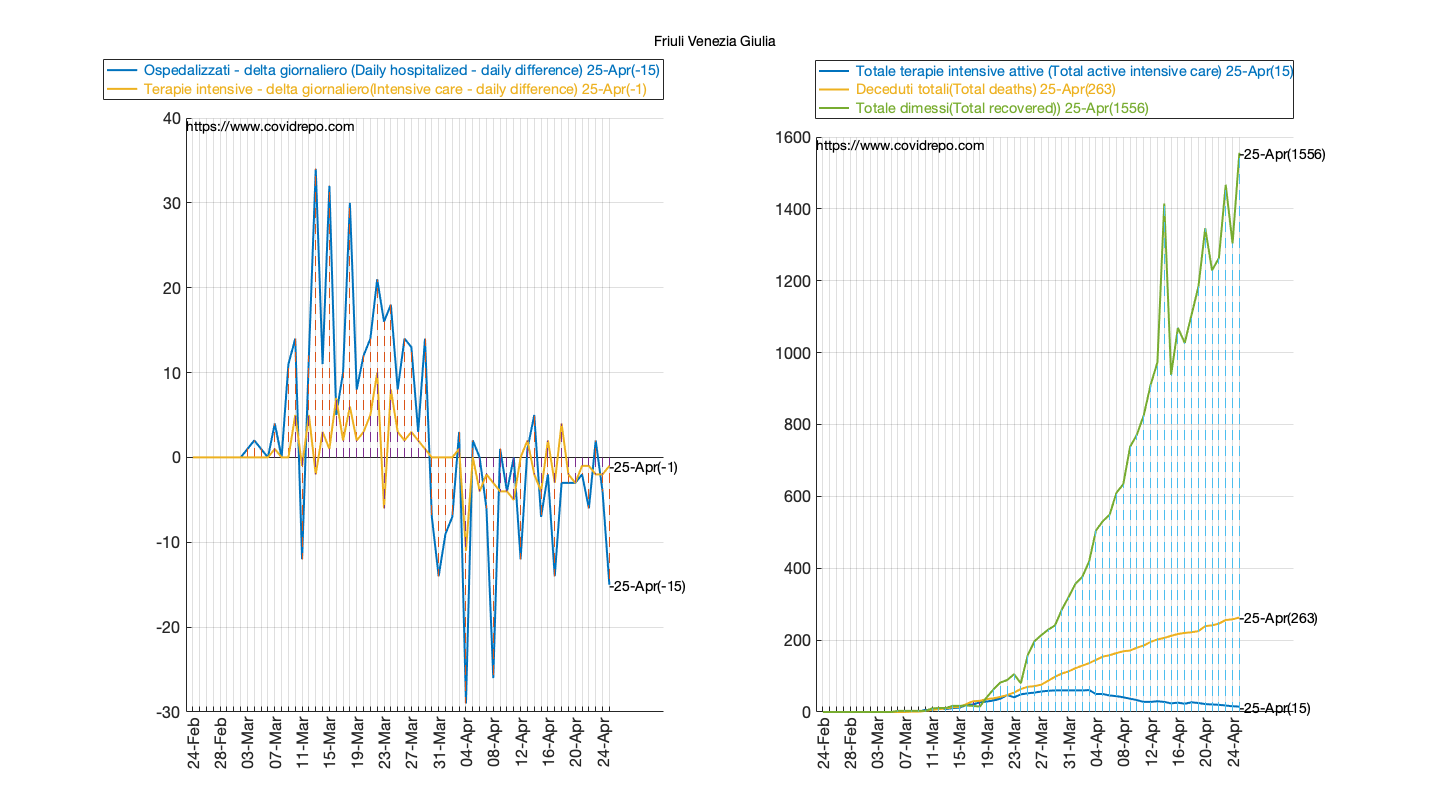 Friuli Venezia Giulia
Ospedalizzati - delta giornaliero (Daily hospitalized - daily difference) 25-Apr(-15)
Terapie intensive - delta giornaliero(Intensive care - daily difference) 25-Apr(-1)
https://www.covidrepo.com
40
30
20
10
0
-10
-20
-30
-25-Apr(-1)
-25-Apr(-15)
24-Feb
28-Feb
03-Mar
07-Mar
11-Mar
15-Mar
19-Mar
23-Mar
27-Mar
31-Mar
04-Apr
08-Apr
12-Apr
16-Apr
20-Apr
24-Apr
Totale terapie intensive attive (Total active intensive care) 25-Apr(15)
Deceduti totali(Total deaths) 25-Apr(263)
Totale dimessi(Total recovered)) 25-Apr(1556)
https://www.covidrepo.com
1600
1400
1200
1000
800
600
400
200
0
-25-Apr(1556)
-25-Apr(263)
-25-Apr(15)
24-Feb
28-Feb
03-Mar
07-Mar
11-Mar
15-Mar
19-Mar
23-Mar
27-Mar
31-Mar
04-Apr
08-Apr
12-Apr
16-Apr
20-Apr
24-Apr